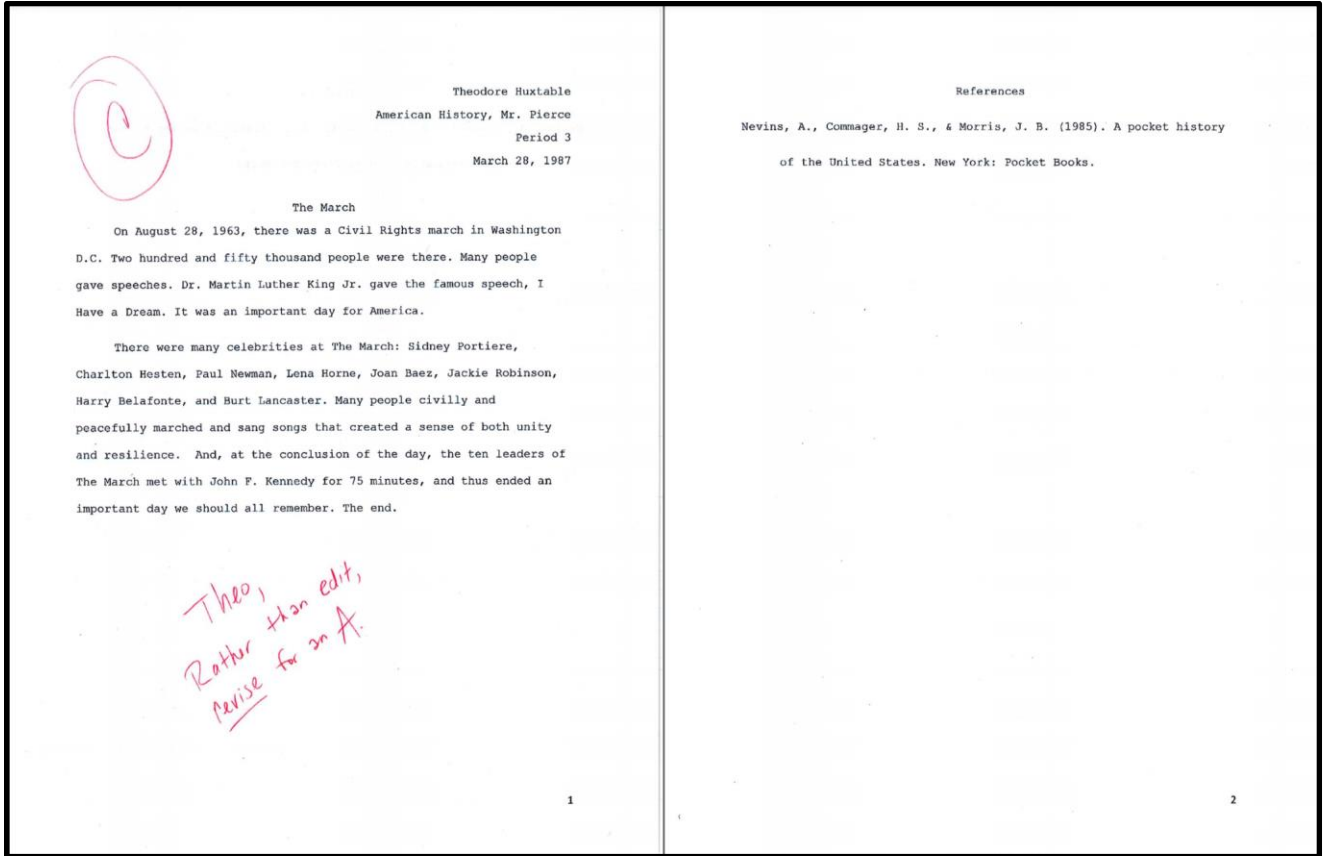 C
Theodore Huxtable
American History, Mr. Pierce
Period 3
March 28, 1987
The March
On August 28, 1963, there was a Civil Rights march in Washington
D.C. Two hundred and fifty thousand people were there. Many people
gave speeches. Dr. Martin Luther King Jr. gave the famous speech, I
Have a Dream. It was an important day for America.
There were many celebrities at The March: Sidney Portiere,
Charlton Hesten, Paul Newman, Lena Horne, Joan Baez, Jackie Robinson,
Harry Belafonte, and Burt Lancaster. Many people civilly and
peacefully marched and sang songs that created a sense of both unity
and resilience.  And, at the conclusion of the day, the ten leaders of
The March met with John F. Kennedy for 75 minutes, and thus ended an
important day we should all remember. The end.
Theo,
Rather than edit,
revise for an A.
1
References
Nevins, A., Commager, H. S., & Morris, J. B. (1985). A pocket history
of the United States. New York: Pocket Books.
2